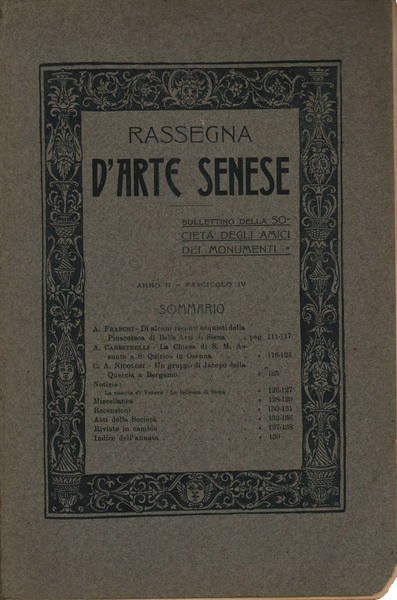 RASSEGNA
D'ARTE SENESE
BULLETTINO DELLA SO-
CIETÀ DEGLI AMICI
DEI MONUMENTI
ANNO II - FASCICOLO IV
SOMMARIO
A. FRANCHI - Di alcuni recenti acquisti della
Pinacoteca di Belle Arti di Siena . pag. 111-117
A. CANESTRELLI - La Chiesa di S. M. As-
sunta a S. Quirico in Osenna. . » 118-124
G. A. NICOLOSI - Un gruppo di Jacopo della
Quercia a Bergamo. . » 125
Notizie:
» 126-127
Miscellanea » 128-129
Recensioni » 130-131
Atti della Società » 132-136
Riviste in cambio » 137-138
Indice dell'annata » 139